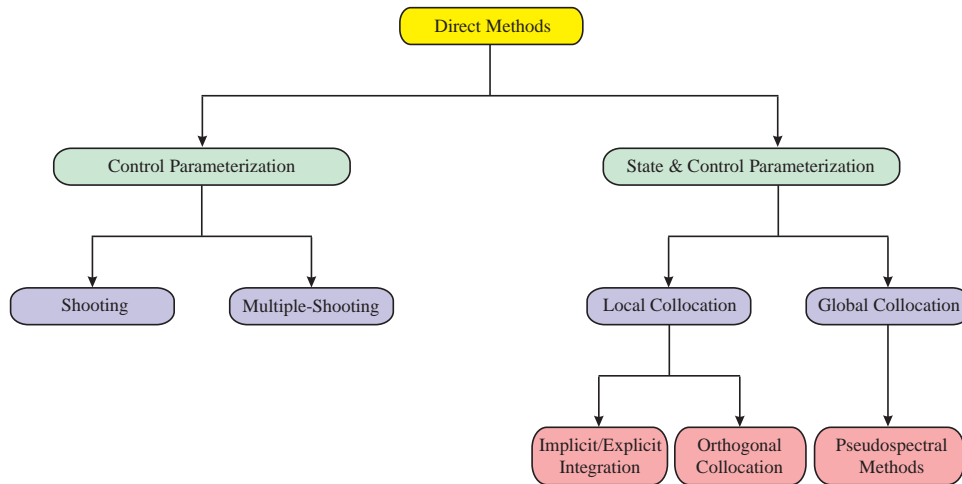 Direct Methods
Control Parameterization
State & Control Parameterization
Shooting
Multiple-Shooting
Local Collocation
Global Collocation
Implicit/Explicit
Integration
Orthogonal
Collocation
Pseudospectral
Methods